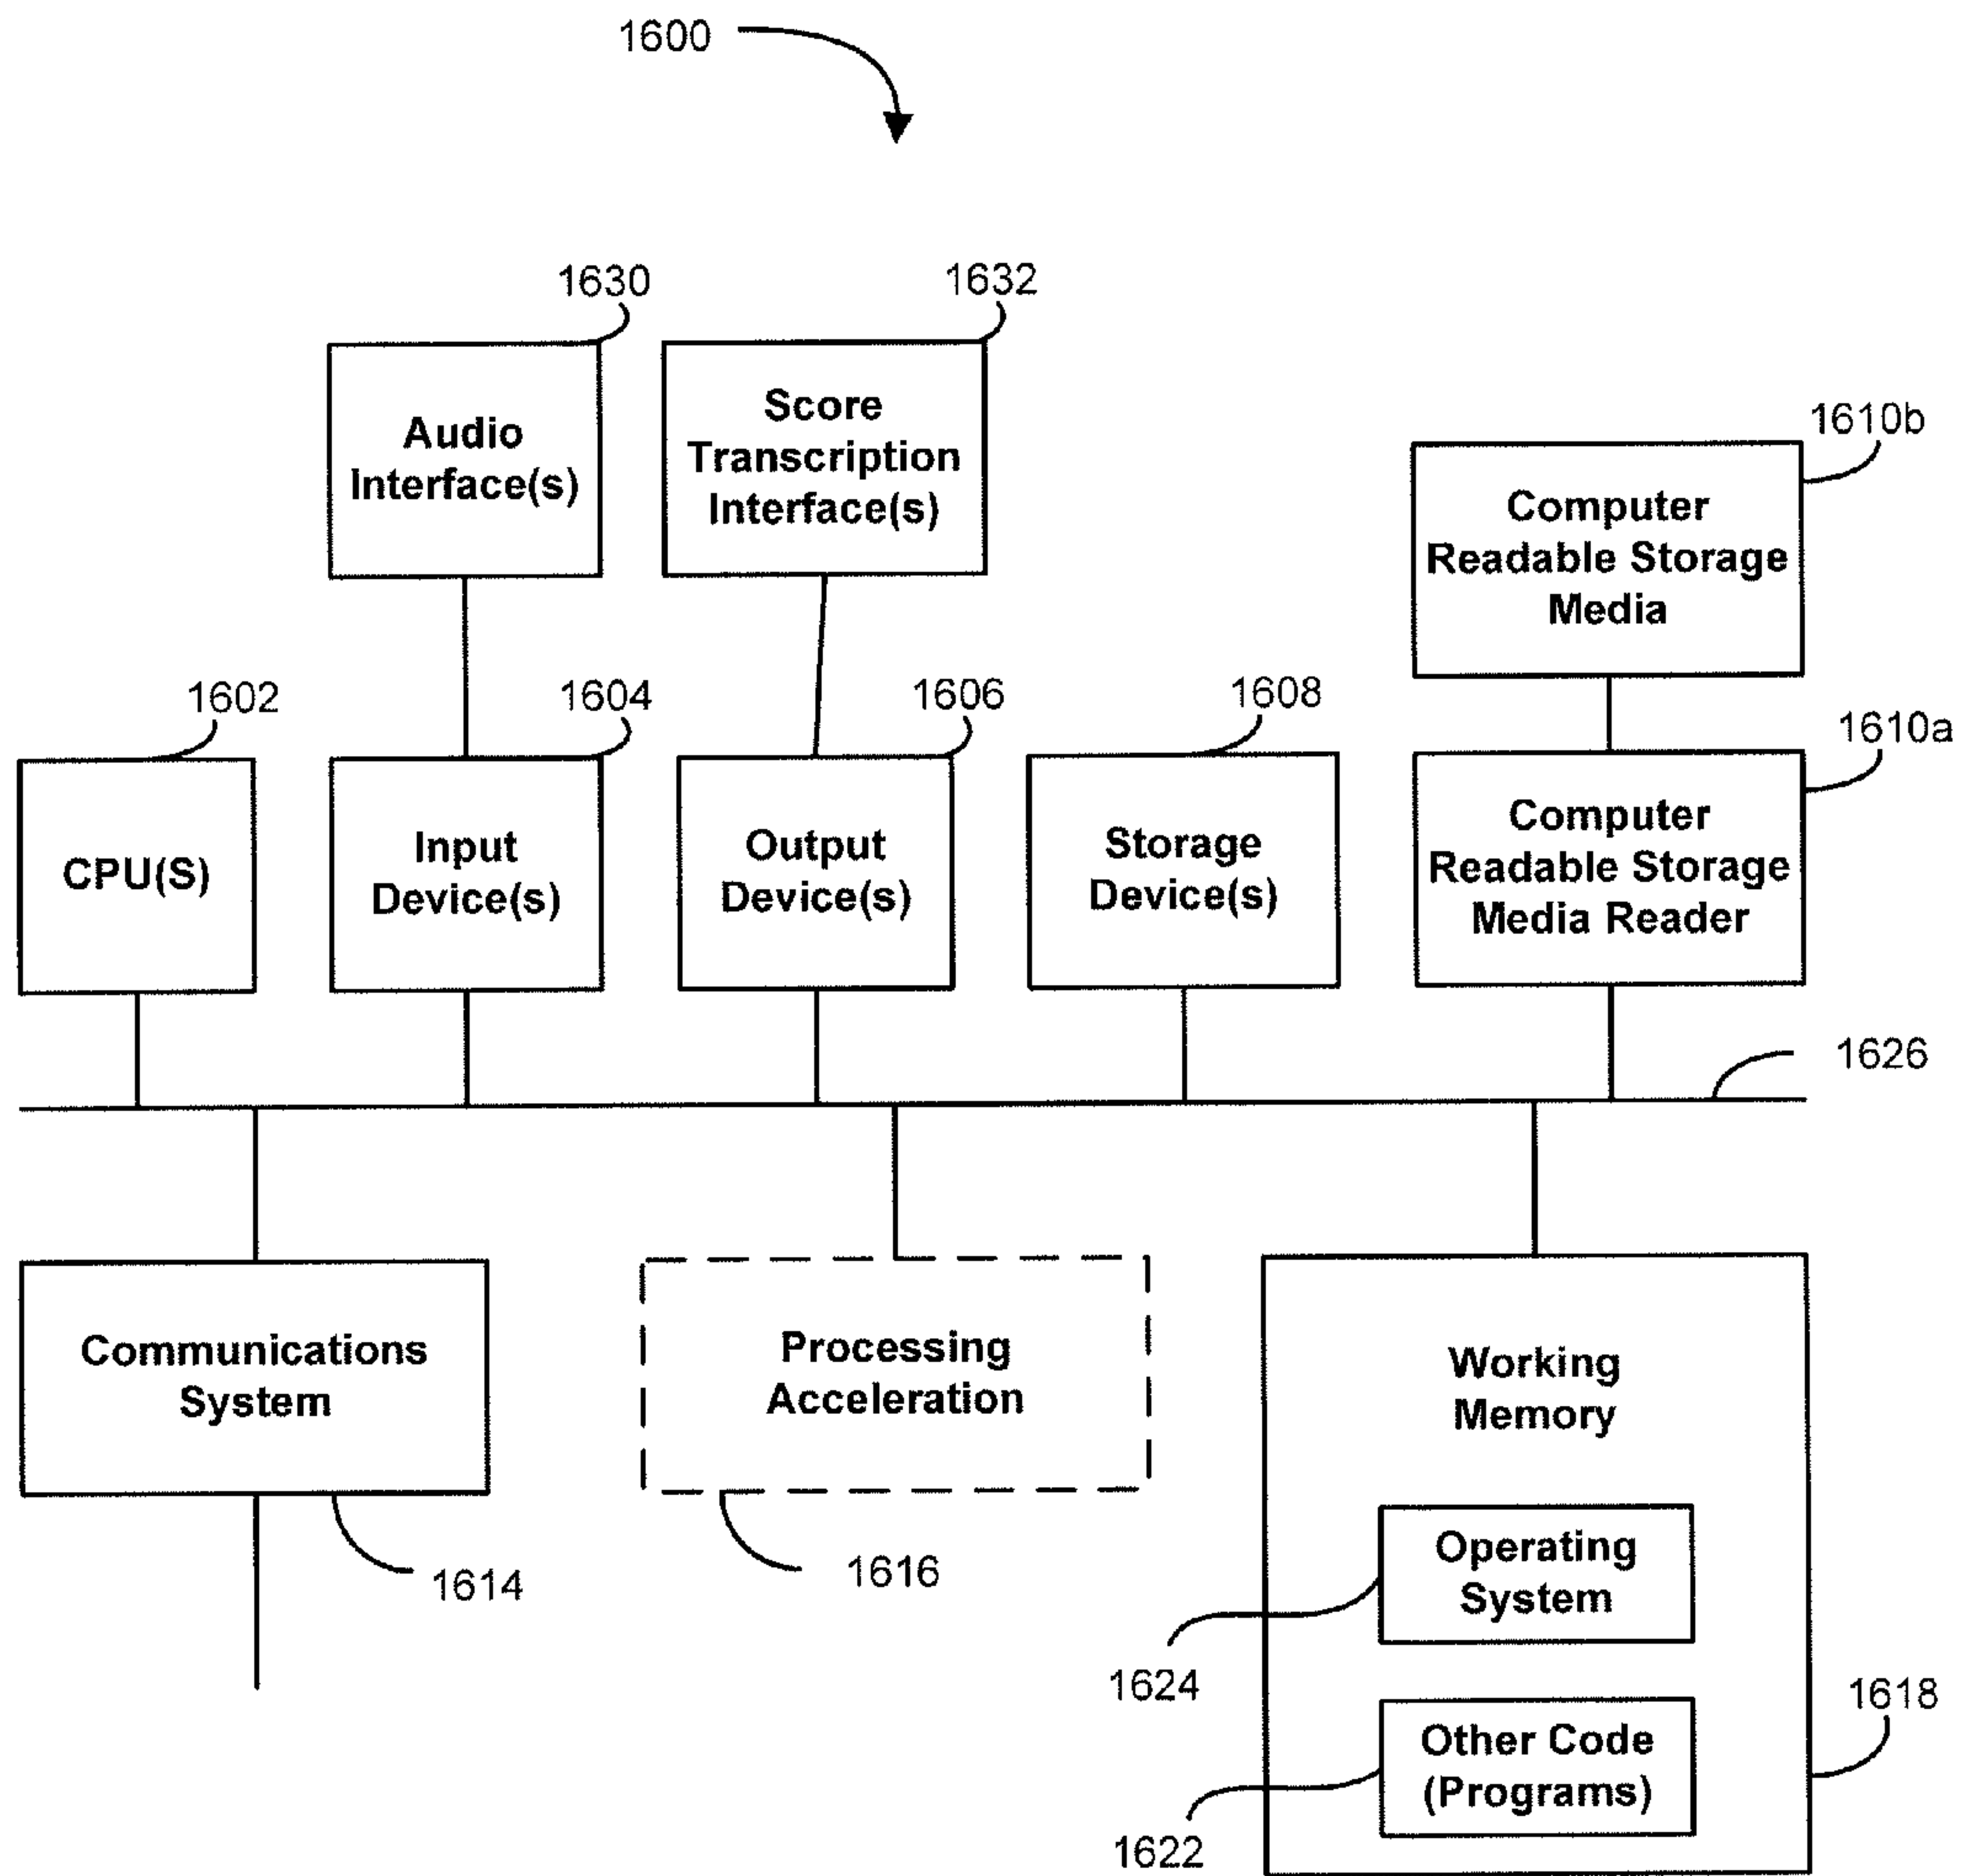 1600
1630
1632
Audio
Interface(s)
Score
Transcription
Interface(s)
1610b
Computer
Readable Storage
Media
1602
1604
1606
1608
1610a
CPU(S)
Input
Device(s)
Output
Device(s)
Storage
Device(s)
Computer
Readable Storage
Media Reader
1626
Communications
System
1614
Processing
Acceleration
1616
Working
Memory
Operating
System
1624
1618
Other Code
(Programs)
1622